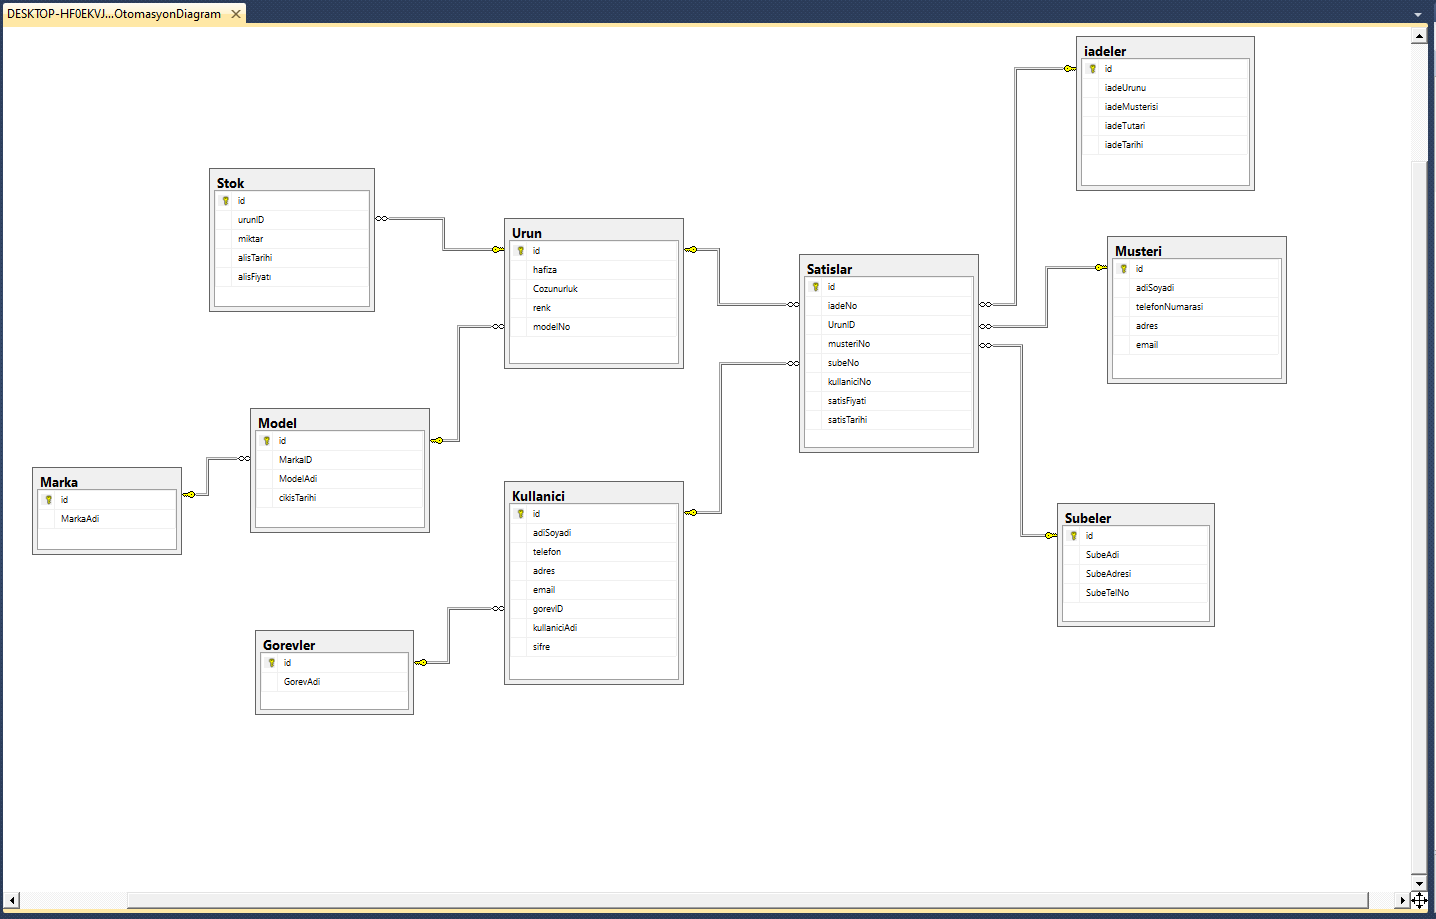 DESKTOP-HF0EKVJ...OtomasyonDiagram
iadeler
id
iadeUrunu
iadeMusterisi
iadeTutari
iadeTarihi
Stok
id
urunID
miktar
alisTarihi
alisFiyatı
Urun
id
hafiza
Cozunurluk
renk
modelNo
Satislar
id
iadeNo
UrunID
musteriNo
subeNo
kullaniciNo
satisFiyati
satisTarihi
Musteri
id
adiSoyadi
telefonNumarasi
adres
email
Model
id
MarkaID
ModelAdi
cikisTarihi
Marka
id
MarkaAdi
Kullanici
id
adiSoyadi
telefon
adres
email
gorevID
kullaniciAdi
sifre
Subeler
id
SubeAdi
SubeAdresi
SubeTelNo
Gorevler
id
GorevAdi